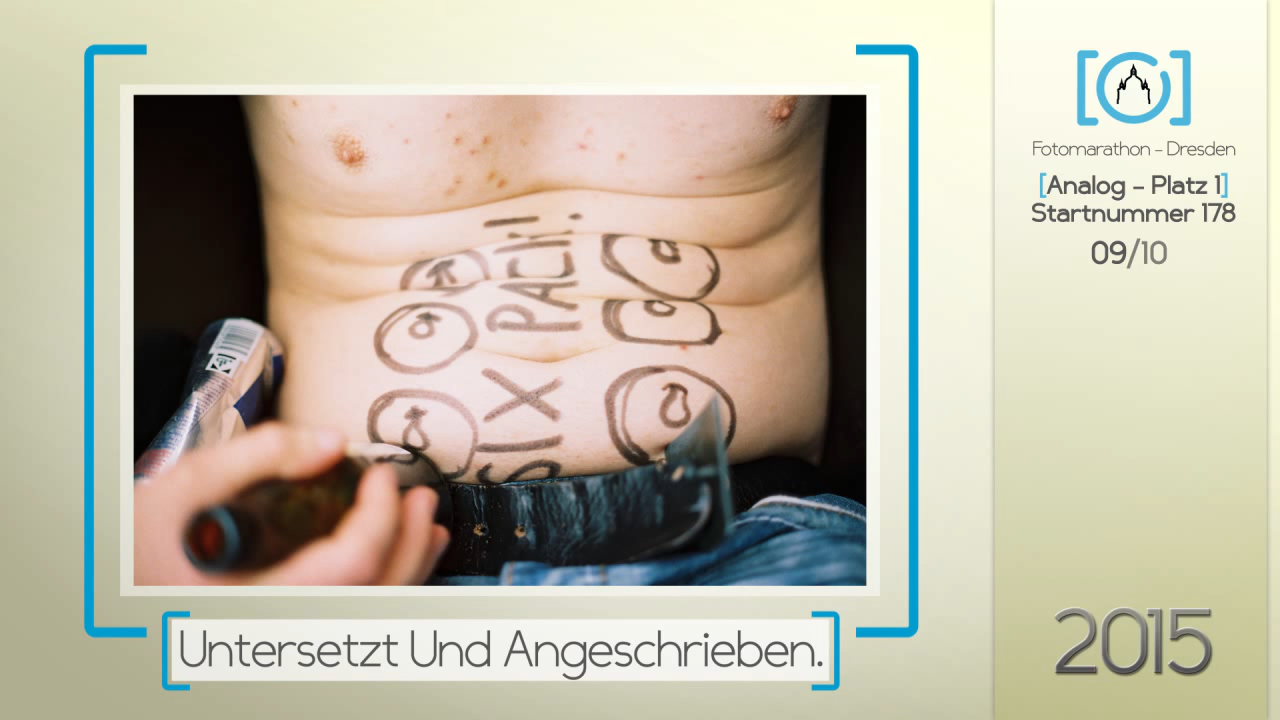 SIX PACK!!
Untersetzt Und Angeschrieben.
Fotomarathon - Dresden
[Analog - Platz 1]
Startnummer 178
09/10
2015